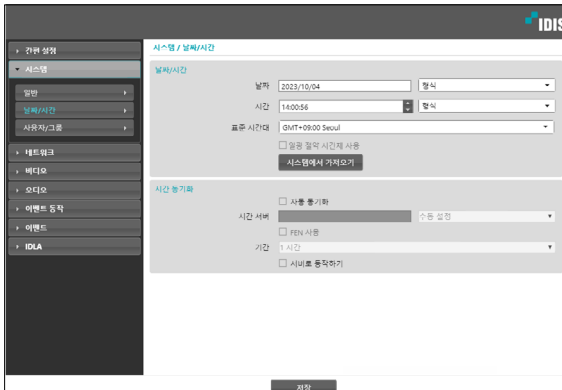 IDIS
간편 설정
시스템
일반
날짜/시간
사용자/그룹
네트워크
비디오
오디오
이벤트 동작
이벤트
IDLA
시스템 / 날짜/시간
날짜/시간
날짜 2023/10/04 형식
시간 14:00:56 형식
표준 시간대 GMT+09:00 Seoul
일광 절약 시간제 사용
시스템에서 가져오기
시간 동기화
자동 동기화
시간 서버 수동 설정
FEN 사용
기간 1 시간
서버로 동작하기
저장